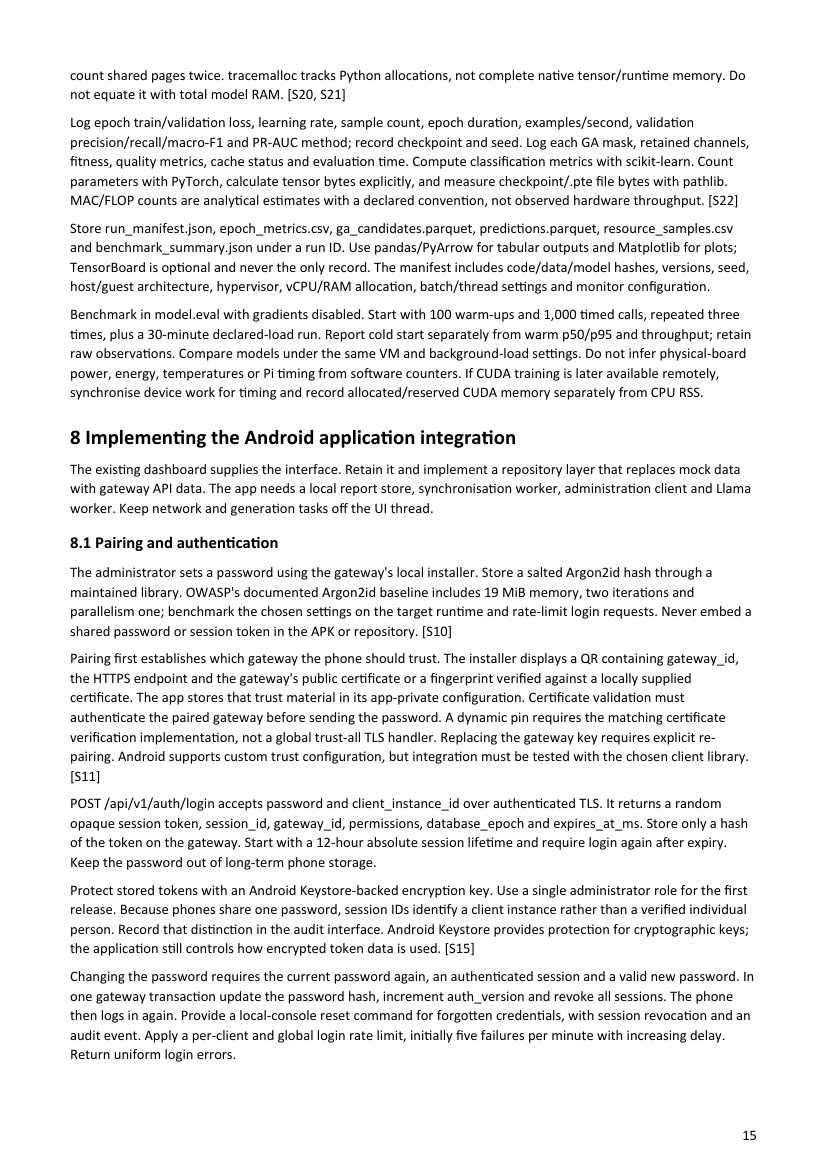 count shared pages twice. tracemalloc tracks Python allocations, not complete native tensor/runtime memory. Do
not equate it with total model RAM. [S20, S21]
Log epoch train/validation loss, learning rate, sample count, epoch duration, examples/second, validation
precision/recall/macro-F1 and PR-AUC method; record checkpoint and seed. Log each GA mask, retained channels,
fitness, quality metrics, cache status and evaluation time. Compute classification metrics with scikit-learn. Count
parameters with PyTorch, calculate tensor bytes explicitly, and measure checkpoint/.pte file bytes with pathlib.
MAC/FLOP counts are analytical estimates with a declared convention, not observed hardware throughput. [S22]
Store run_manifest.json, epoch_metrics.csv, ga_candidates.parquet, predictions.parquet, resource_samples.csv
and benchmark_summary.json under a run ID. Use pandas/PyArrow for tabular outputs and Matplotlib for plots;
TensorBoard is optional and never the only record. The manifest includes code/data/model hashes, versions, seed,
host/guest architecture, hypervisor, vCPU/RAM allocation, batch/thread settings and monitor configuration.
Benchmark in model.eval with gradients disabled. Start with 100 warm-ups and 1,000 timed calls, repeated three
times, plus a 30-minute declared-load run. Report cold start separately from warm p50/p95 and throughput; retain
raw observations. Compare models under the same VM and background-load settings. Do not infer physical-board
power, energy, temperatures or Pi timing from software counters. If CUDA training is later available remotely,
synchronise device work for timing and record allocated/reserved CUDA memory separately from CPU RSS.
8 Implementing the Android application integration
The existing dashboard supplies the interface. Retain it and implement a repository layer that replaces mock data
with gateway API data. The app needs a local report store, synchronisation worker, administration client and Llama
worker. Keep network and generation tasks off the UI thread.
8.1 Pairing and authentication
The administrator sets a password using the gateway's local installer. Store a salted Argon2id hash through a
maintained library. OWASP's documented Argon2id baseline includes 19 MiB memory, two iterations and
parallelism one; benchmark the chosen settings on the target runtime and rate-limit login requests. Never embed a
shared password or session token in the APK or repository. [S10]
Pairing first establishes which gateway the phone should trust. The installer displays a QR containing gateway_id,
the HTTPS endpoint and the gateway's public certificate or a fingerprint verified against a locally supplied
certificate. The app stores that trust material in its app-private configuration. Certificate validation must
authenticate the paired gateway before sending the password. A dynamic pin requires the matching certificate
verification implementation, not a global trust-all TLS handler. Replacing the gateway key requires explicit re-
pairing. Android supports custom trust configuration, but integration must be tested with the chosen client library.
[S11]
POST /api/v1/auth/login accepts password and client_instance_id over authenticated TLS. It returns a random
opaque session token, session_id, gateway_id, permissions, database_epoch and expires_at_ms. Store only a hash
of the token on the gateway. Start with a 12-hour absolute session lifetime and require login again after expiry.
Keep the password out of long-term phone storage.
Protect stored tokens with an Android Keystore-backed encryption key. Use a single administrator role for the first
release. Because phones share one password, session IDs identify a client instance rather than a verified individual
person. Record that distinction in the audit interface. Android Keystore provides protection for cryptographic keys;
the application still controls how encrypted token data is used. [S15]
Changing the password requires the current password again, an authenticated session and a valid new password. In
one gateway transaction update the password hash, increment auth_version and revoke all sessions. The phone
then logs in again. Provide a local-console reset command for forgotten credentials, with session revocation and an
audit event. Apply a per-client and global login rate limit, initially five failures per minute with increasing delay.
Return uniform login errors.
15